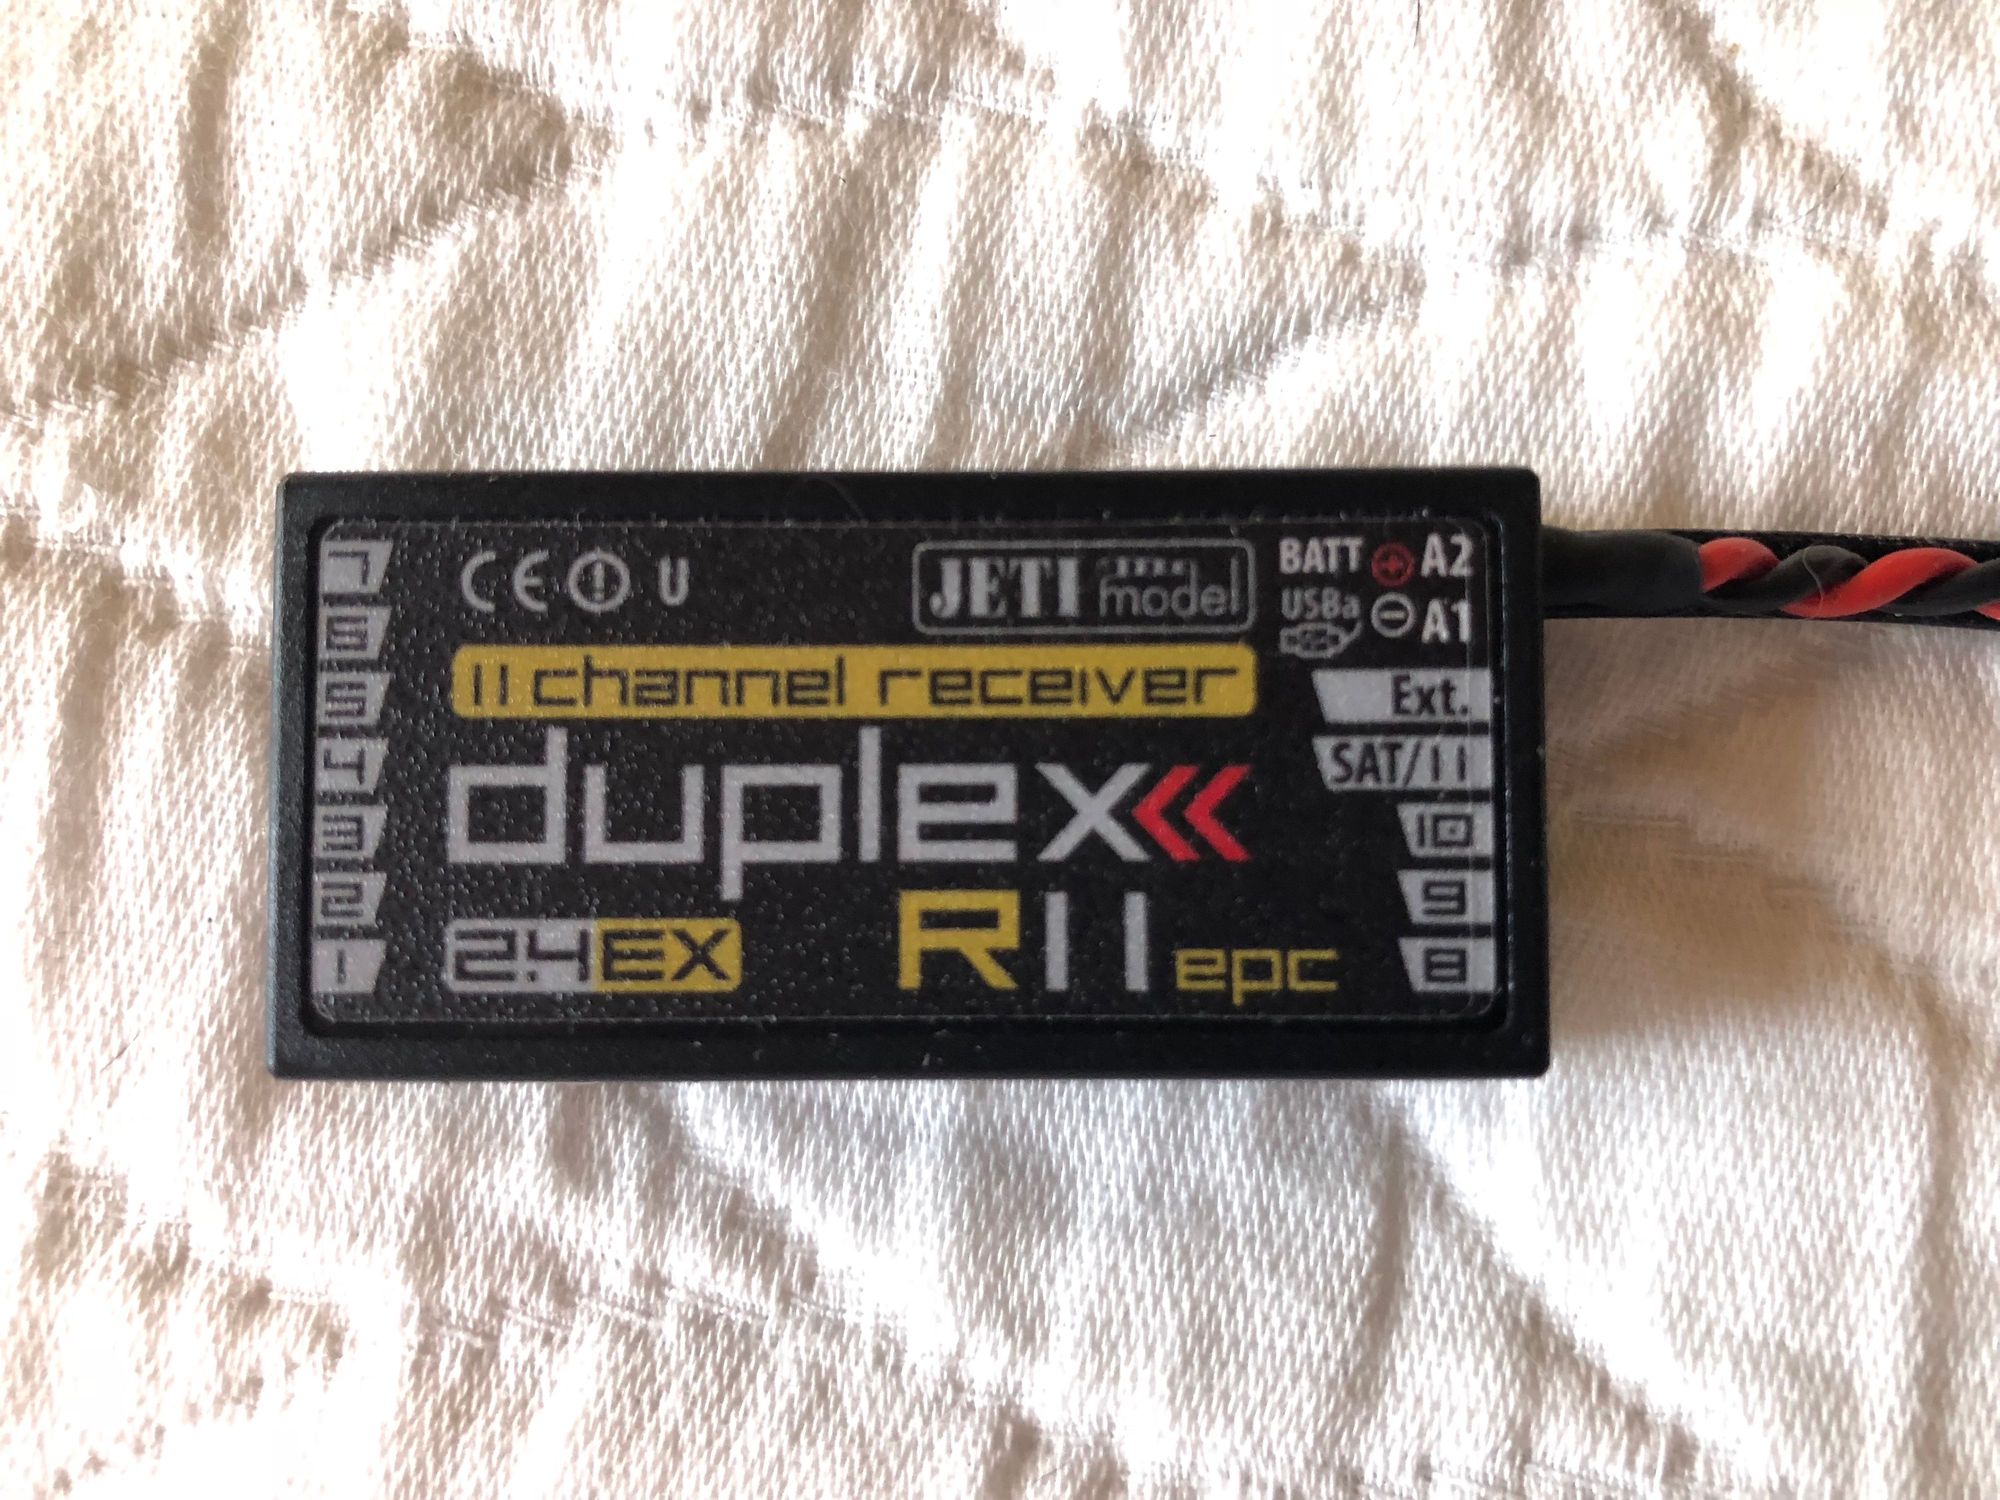 7
6
5
4
3
2
1
CE U
JETI model
11 channel receiver
duplex
2.4EX
R11 epc
BATT + A2
USBa - A1
Ext.
SAT/11
10
9
8